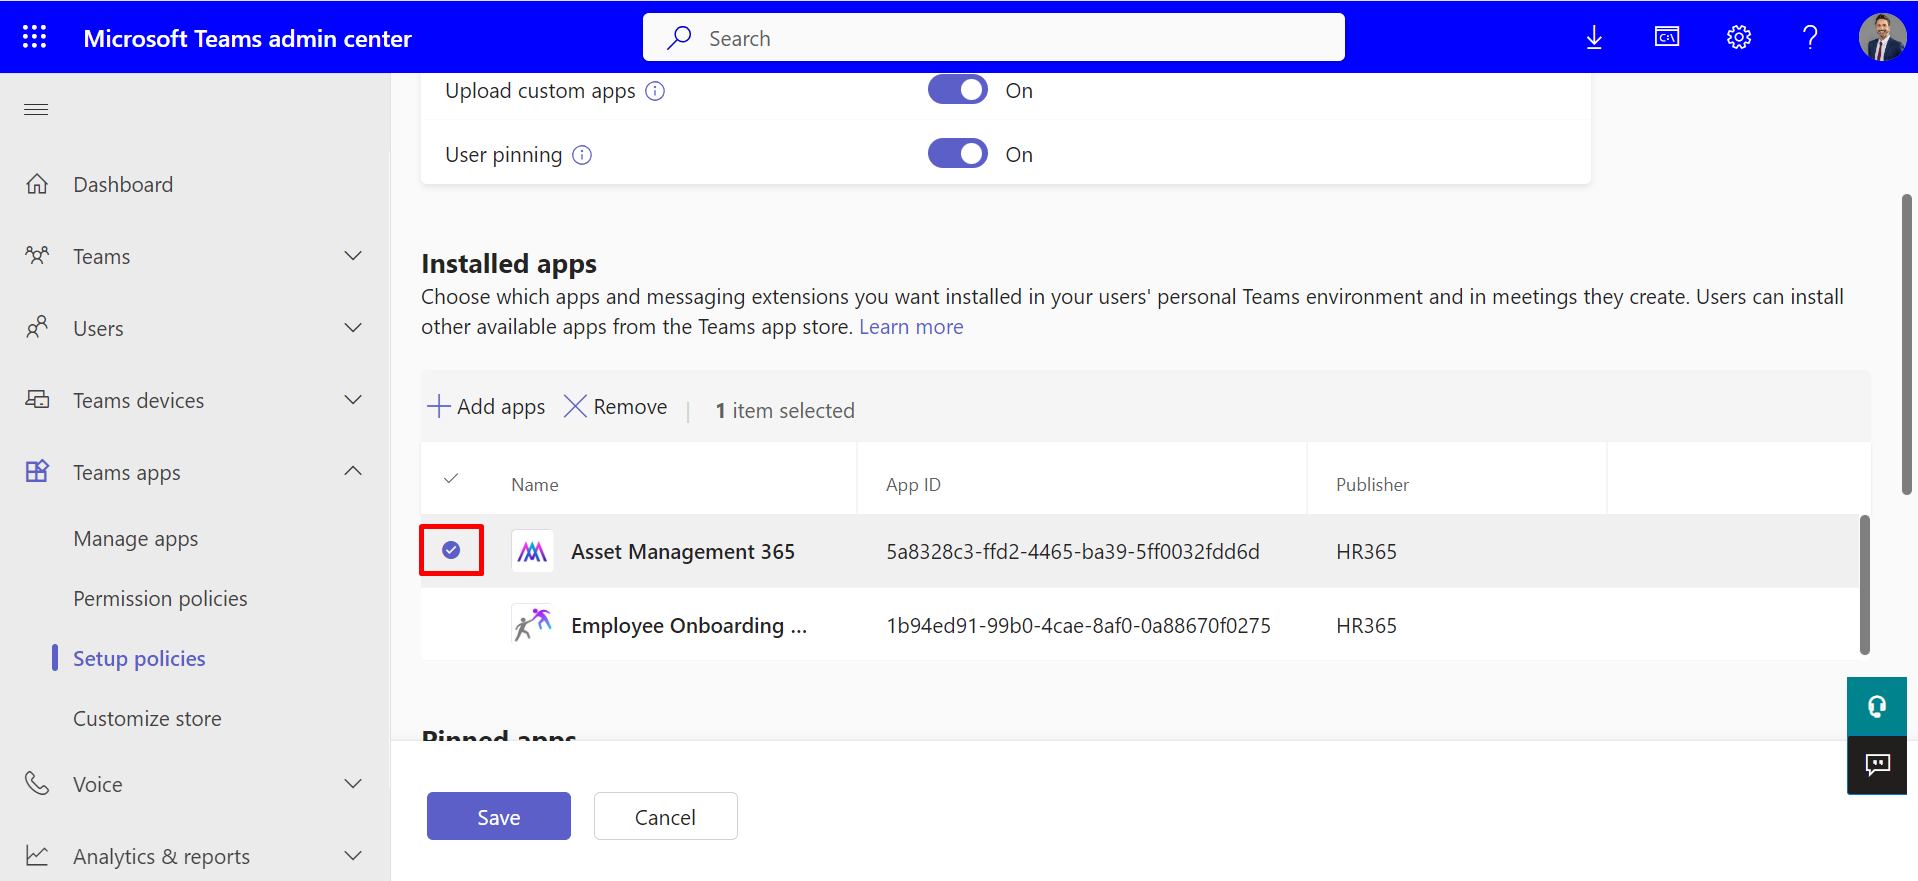 Microsoft Teams admin center
Search
Upload custom apps
On
User pinning
On
Dashboard
Teams
Users
Teams devices
Teams apps
Manage apps
Permission policies
Setup policies
Customize store
Voice
Analytics & reports
Installed apps
Choose which apps and messaging extensions you want installed in your users' personal Teams environment and in meetings they create. Users can install
other available apps from the Teams app store. Learn more
Add apps Remove | 1 item selected
Name App ID Publisher
Asset Management 365 5a8328c3-ffd2-4465-ba39-5ff0032fdd6d HR365
Employee Onboarding ... 1b94ed91-99b0-4cae-8af0-0a88670f0275 HR365
Pinned apps
Save Cancel